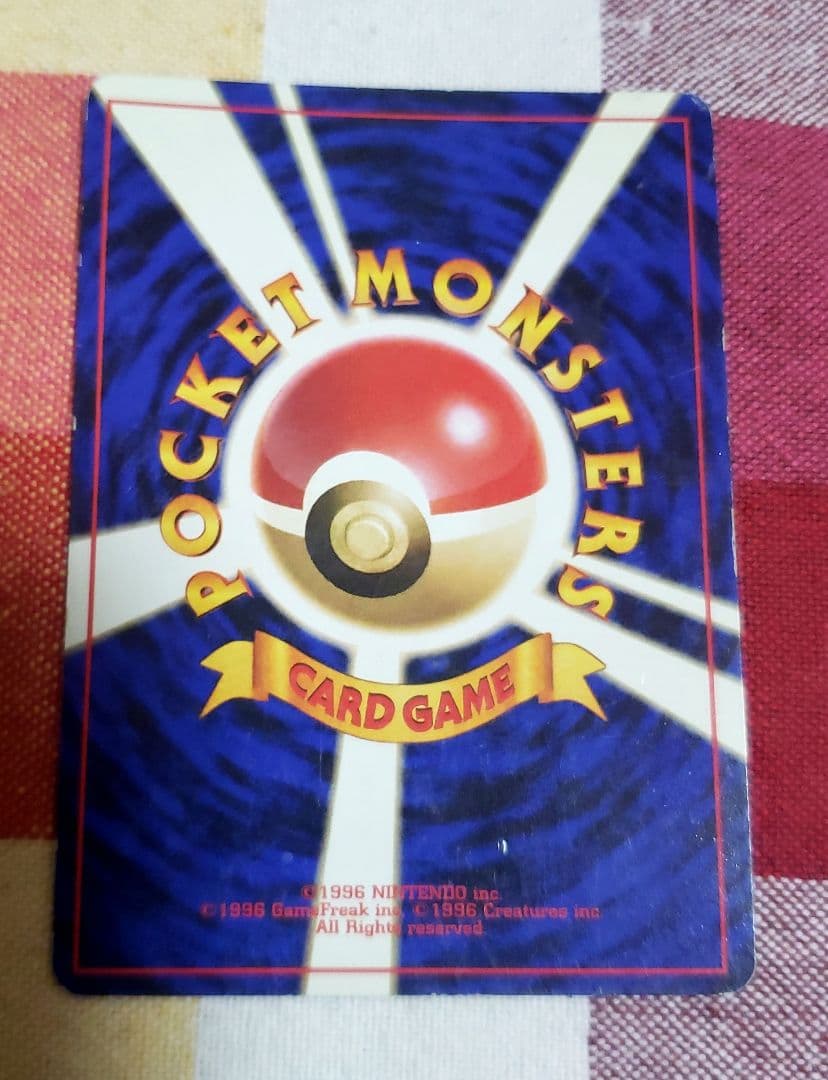 POCKET MONSTERS
CARD GAME
©1996 NINTENDO inc.
©1996 GameFreak inc. ©1996 Creatures inc.
All Rights reserved.